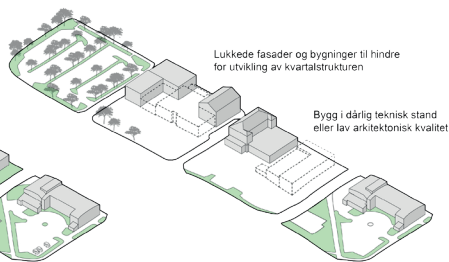 Lukkede fasader og bygninger til hindre
for utvikling av kvartalstrukturen
Bygg i dårlig teknisk stand
eller lav arkitektonisk kvalitet